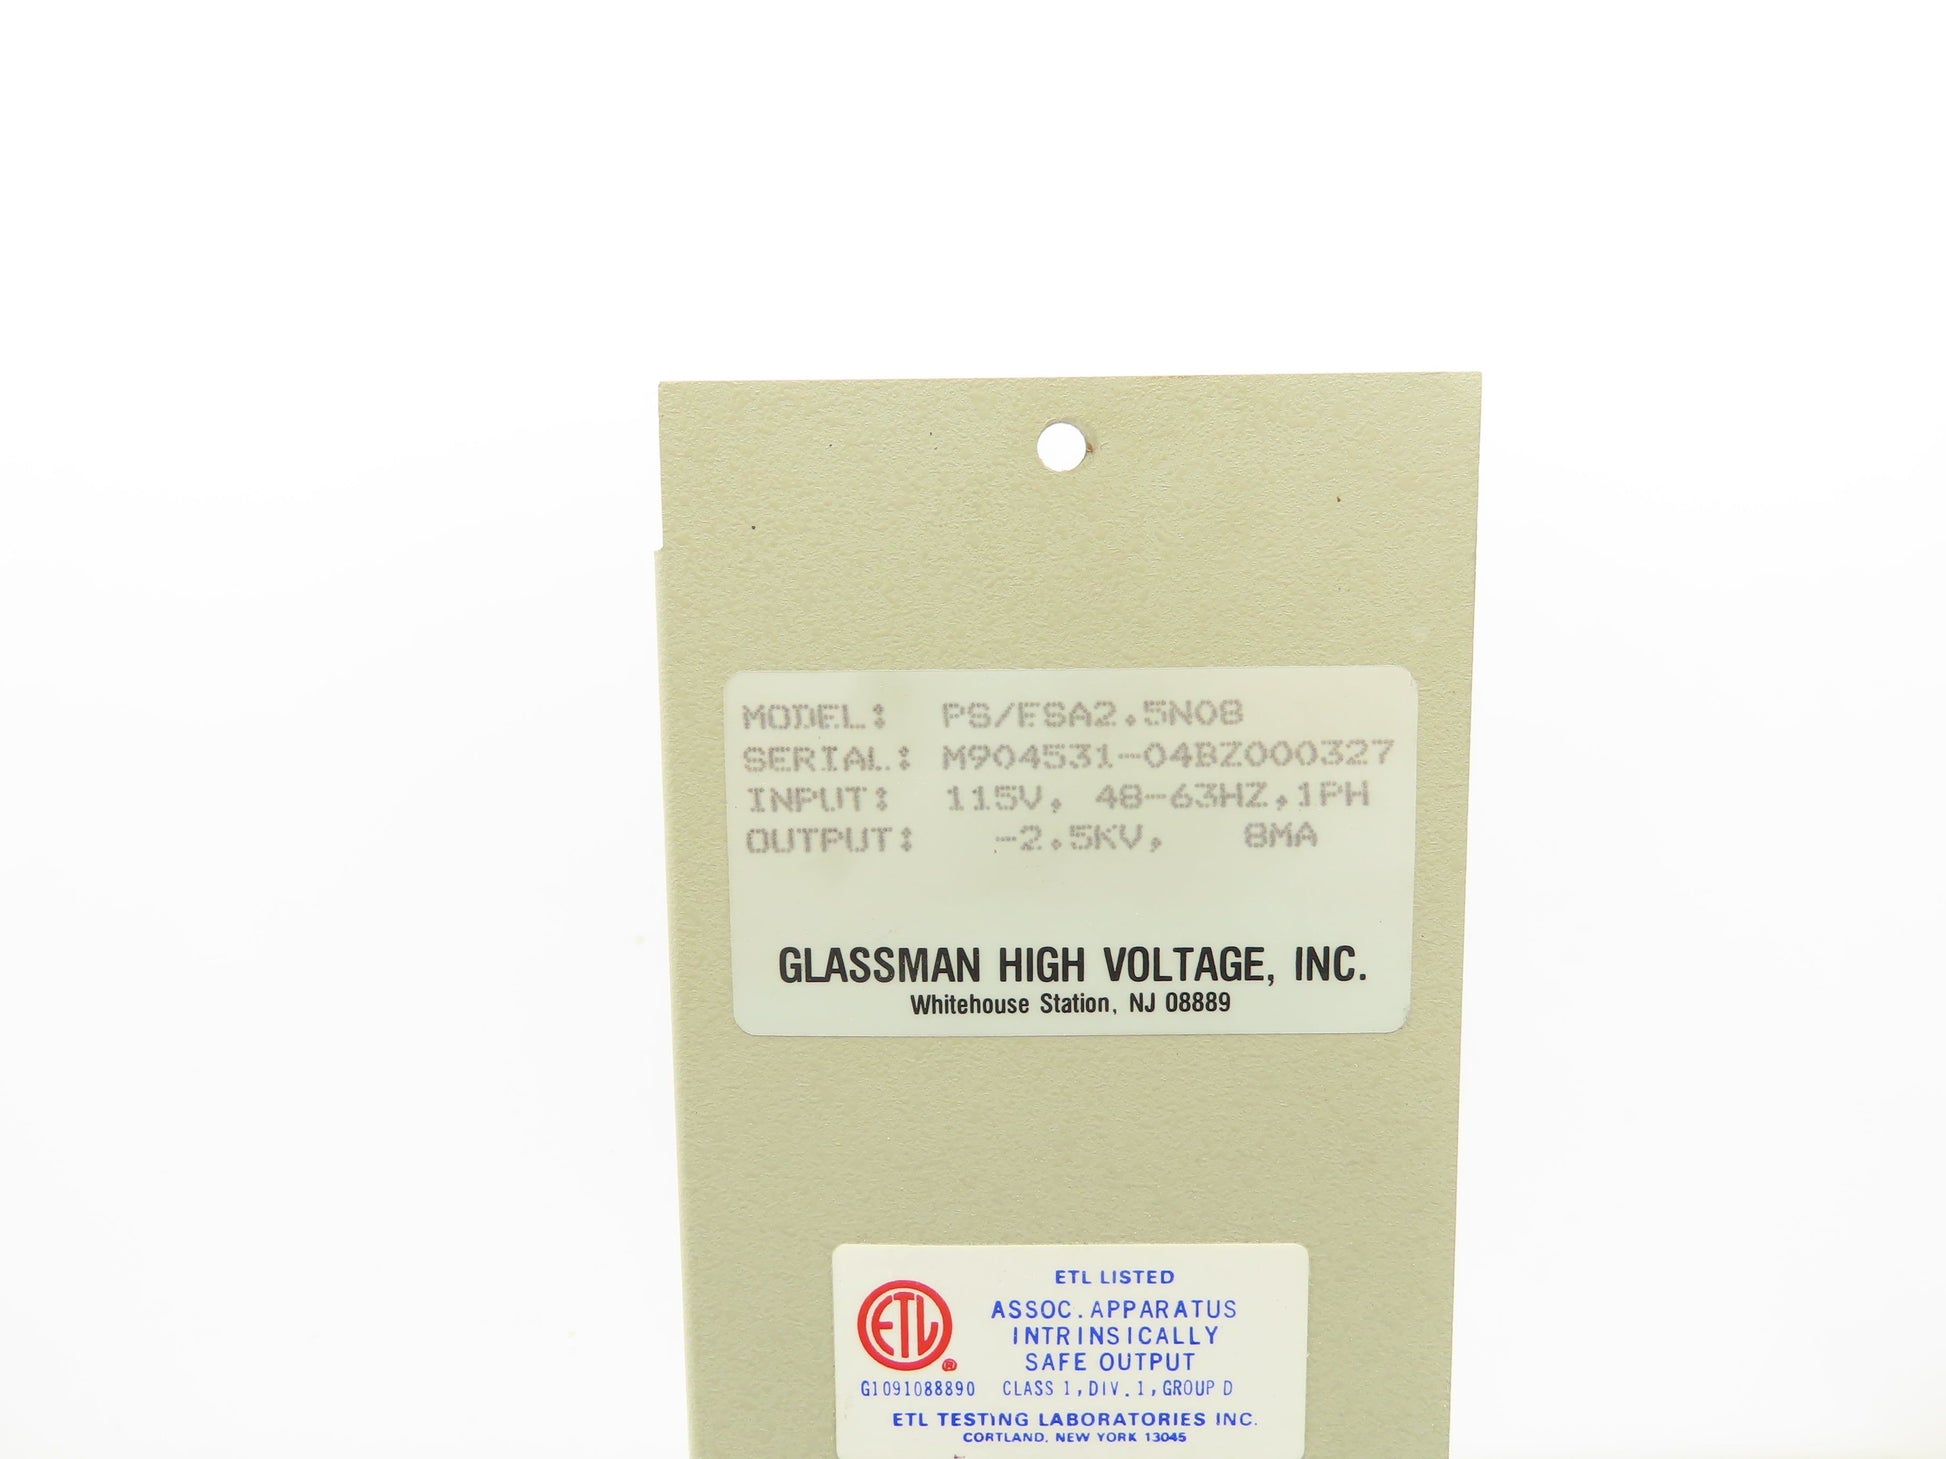 MODEL: PS/ESA2.5N08
SERIAL: M904531-04BZ000327
INPUT: 115V, 48-63HZ,1PH
OUTPUT: -2.5KV, 8MA
GLASSMAN HIGH VOLTAGE, INC.
Whitehouse Station, NJ 08889
ETL LISTED
ASSOC. APPARATUS
INTRINSICALLY
SAFE OUTPUT
ETL ®
G1091088890 CLASS 1, DIV. 1, GROUP D
ETL TESTING LABORATORIES INC.
CORTLAND, NEW YORK 13045